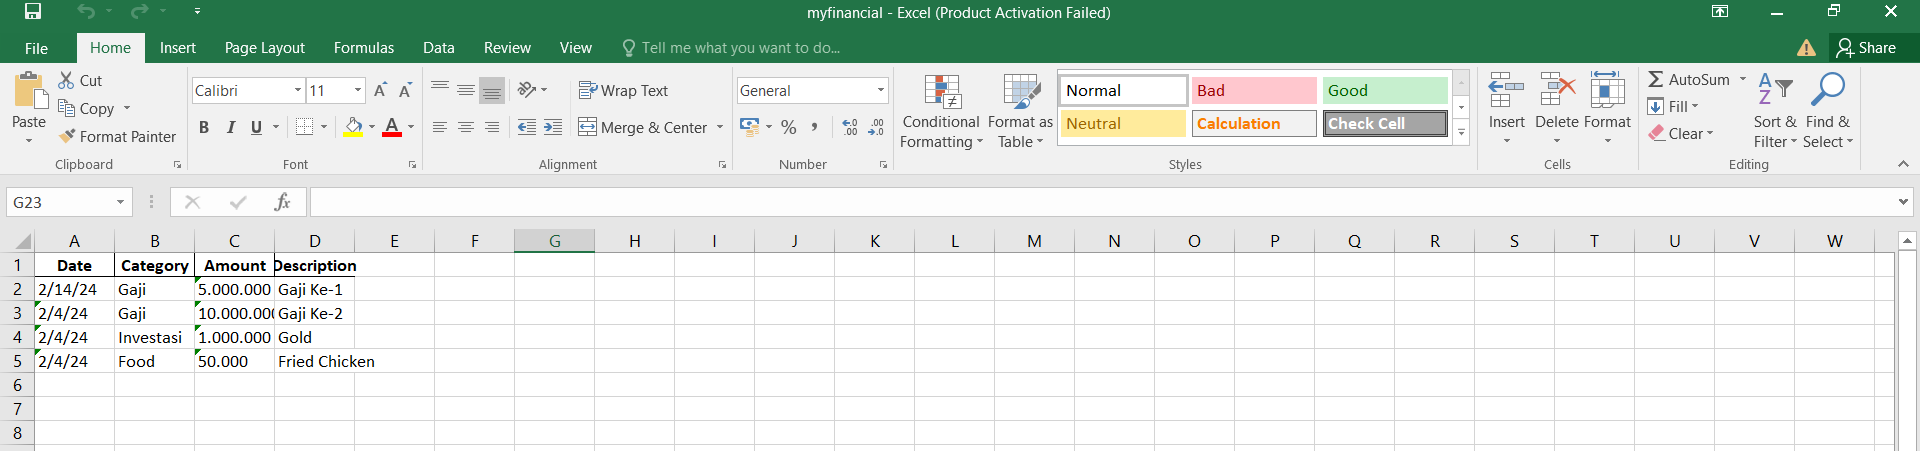 myfinancial - Excel (Product Activation Failed)
File Home Insert Page Layout Formulas Data Review View Tell me what you want to do... Share
Paste Cut Copy Format Painter
Clipboard
Calibri 11 A A
B I U A
Font
Wrap Text
Merge & Center
Alignment
General
% , .00 .0
Number
Conditional Formatting
Format as Table
Normal Bad Good
Neutral Calculation Check Cell
Styles
Insert Delete Format
Cells
AutoSum
Fill
Clear
Sort & Filter
Find & Select
Editing
G23 fx
A B C D E F G H I J K L M N O P Q R S T U V W
1 Date Category Amount Description
2 2/14/24 Gaji 5.000.000 Gaji Ke-1
3 2/4/24 Gaji 10.000.00 Gaji Ke-2
4 2/4/24 Investasi 1.000.000 Gold
5 2/4/24 Food 50.000 Fried Chicken
6
7
8